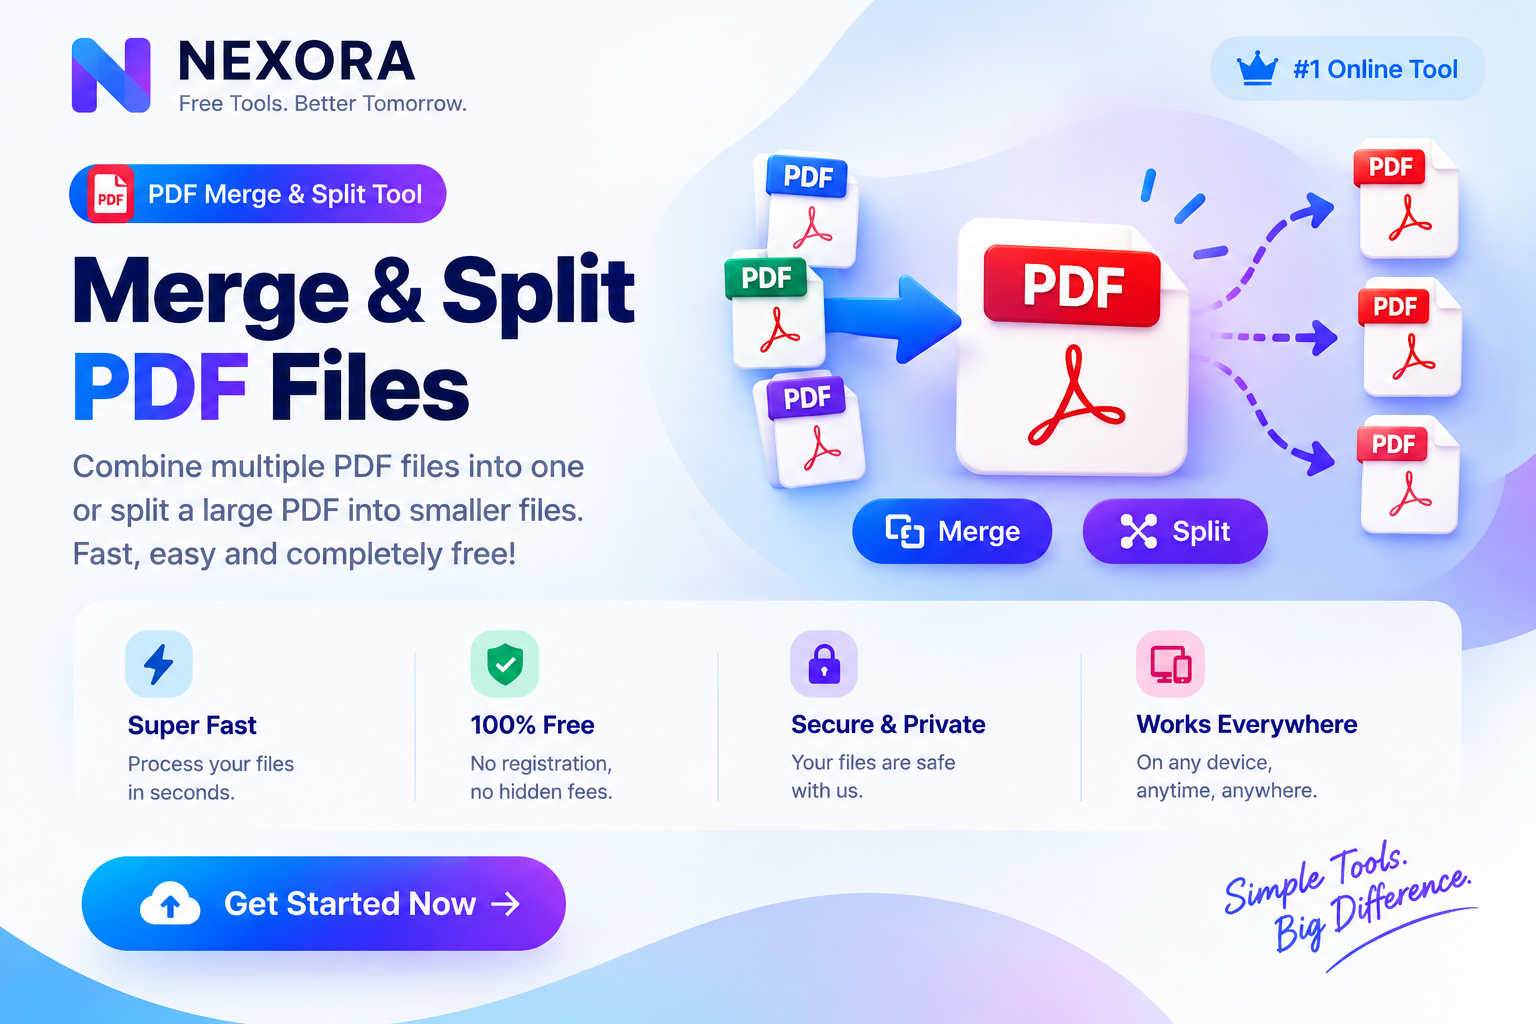 NEXORA
Free Tools. Better Tomorrow.
#1 Online Tool
PDF
PDF Merge & Split Tool
Merge & Split
PDF Files
Combine multiple PDF files into one
or split a large PDF into smaller files.
Fast, easy and completely free!
PDF
PDF
PDF
PDF
PDF
PDF
PDF
Merge
Split
Super Fast
Process your files
in seconds.
100% Free
No registration,
no hidden fees.
Secure & Private
Your files are safe
with us.
Works Everywhere
On any device,
anytime, anywhere.
Get Started Now →
Simple Tools.
Big Difference.